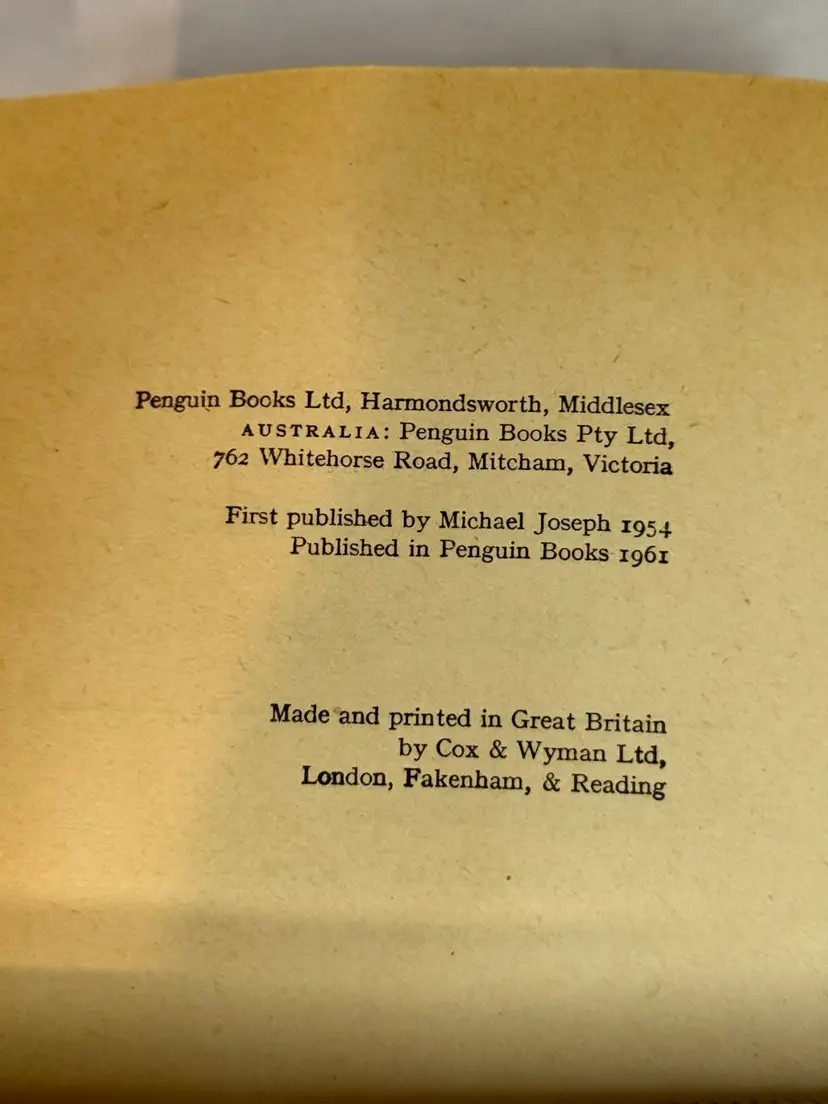 Penguin Books Ltd, Harmondsworth, Middlesex
AUSTRALIA: Penguin Books Pty Ltd,
762 Whitehorse Road, Mitcham, Victoria
First published by Michael Joseph 1954
Published in Penguin Books 1961
Made and printed in Great Britain
by Cox & Wyman Ltd,
London, Fakenham, & Reading